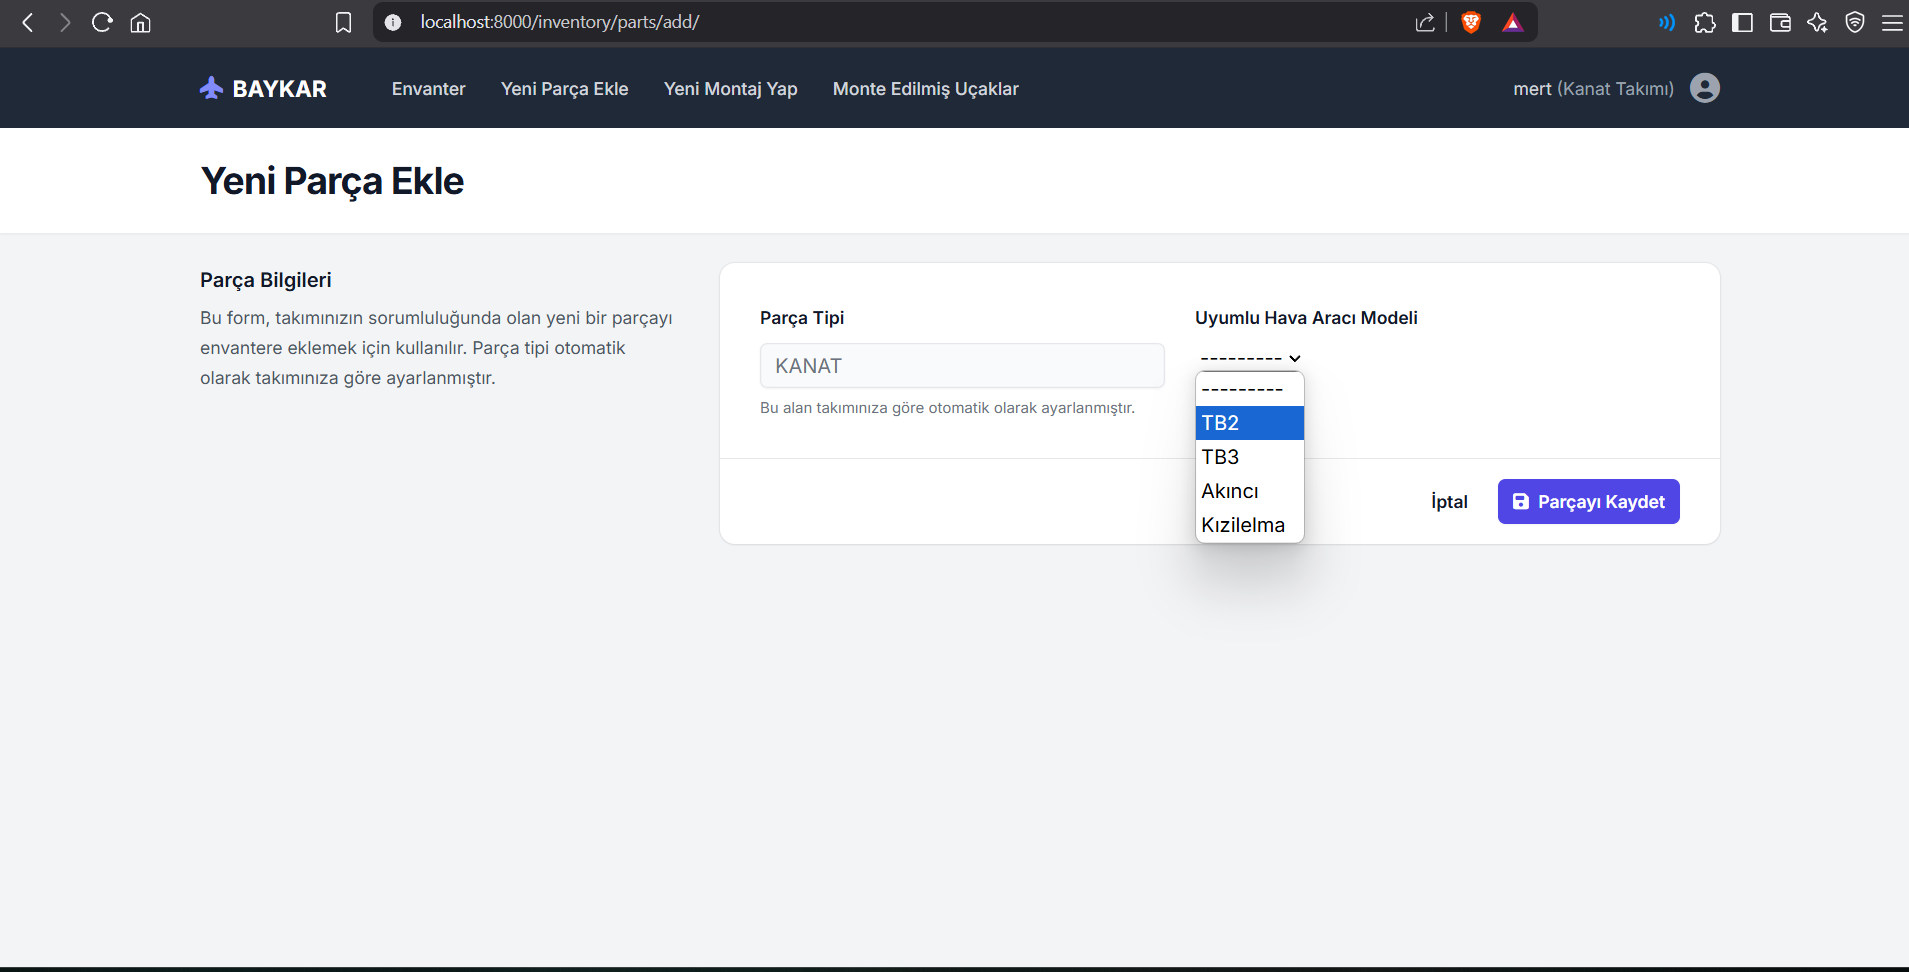 localhost:8000/inventory/parts/add/
BAYKAR
Envanter
Yeni Parça Ekle
Yeni Montaj Yap
Monte Edilmiş Uçaklar
mert (Kanat Takımı)
Yeni Parça Ekle
Parça Bilgileri
Bu form, takımınızın sorumluluğunda olan yeni bir parçayı
envantere eklemek için kullanılır. Parça tipi otomatik
olarak takımınıza göre ayarlanmıştır.
Parça Tipi
KANAT
Bu alan takımınıza göre otomatik olarak ayarlanmıştır.
Uyumlu Hava Aracı Modeli
---------
---------
TB2
TB3
Akıncı
Kızilelma
İptal
Parçayı Kaydet